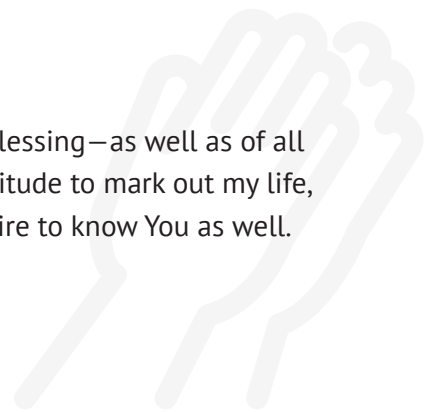 lessing—as well as of all
itude to mark out my life,
ire to know You as well.